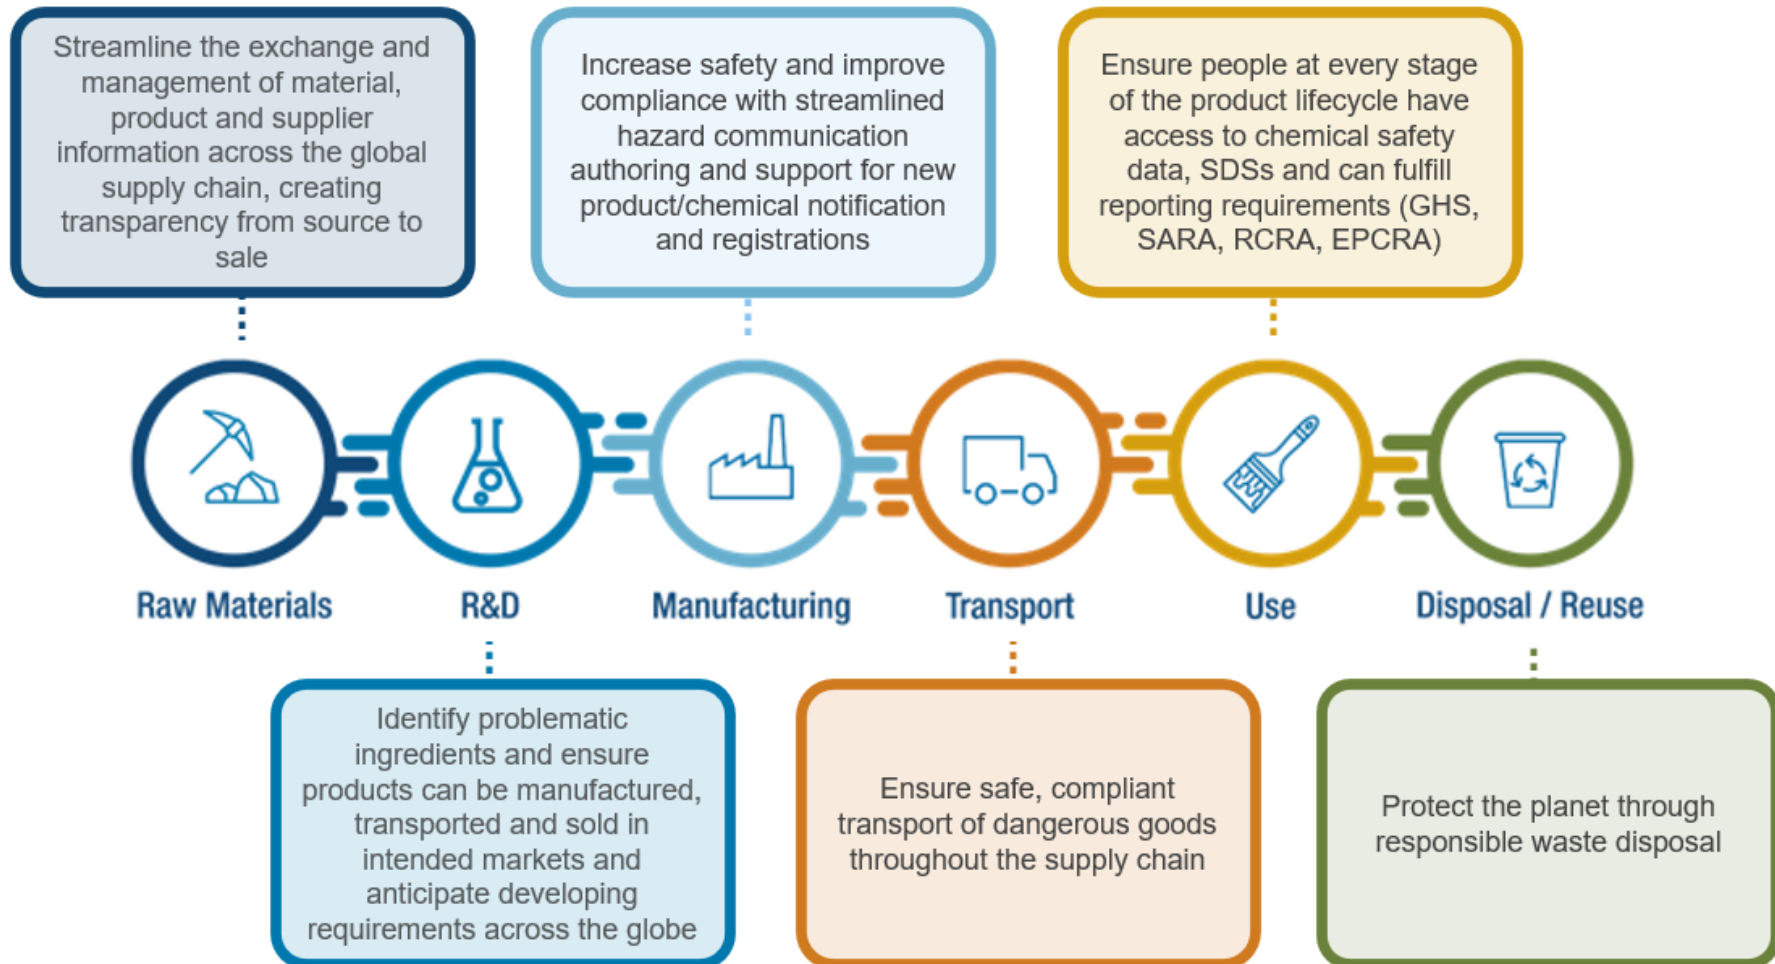 Streamline the exchange and
management of material,
product and supplier
information across the global
supply chain, creating
transparency from source to
sale
Increase safety and improve
compliance with streamlined
hazard communication
authoring and support for new
product/chemical notification
and registrations
Ensure people at every stage
of the product lifecycle have
access to chemical safety
data, SDSs and can fulfill
reporting requirements (GHS,
SARA, RCRA, EPCRA)
Raw Materials
R&D
Manufacturing
Transport
Use
Disposal / Reuse
Identify problematic
ingredients and ensure
products can be manufactured,
transported and sold in
intended markets and
anticipate developing
requirements across the globe
Ensure safe, compliant
transport of dangerous goods
throughout the supply chain
Protect the planet through
responsible waste disposal